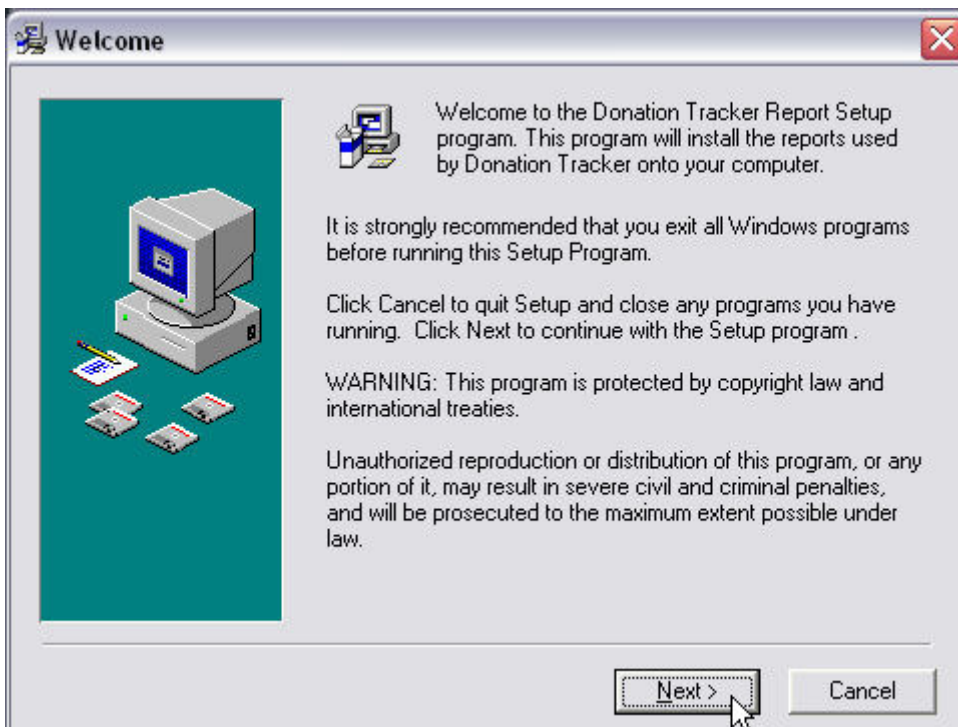 Welcome
Welcome to the Donation Tracker Report Setup
program. This program will install the reports used
by Donation Tracker onto your computer.
It is strongly recommended that you exit all Windows programs
before running this Setup Program.
Click Cancel to quit Setup and close any programs you have
running.  Click Next to continue with the Setup program .
WARNING: This program is protected by copyright law and
international treaties.
Unauthorized reproduction or distribution of this program, or any
portion of it, may result in severe civil and criminal penalties,
and will be prosecuted to the maximum extent possible under
law.
Next >
Cancel